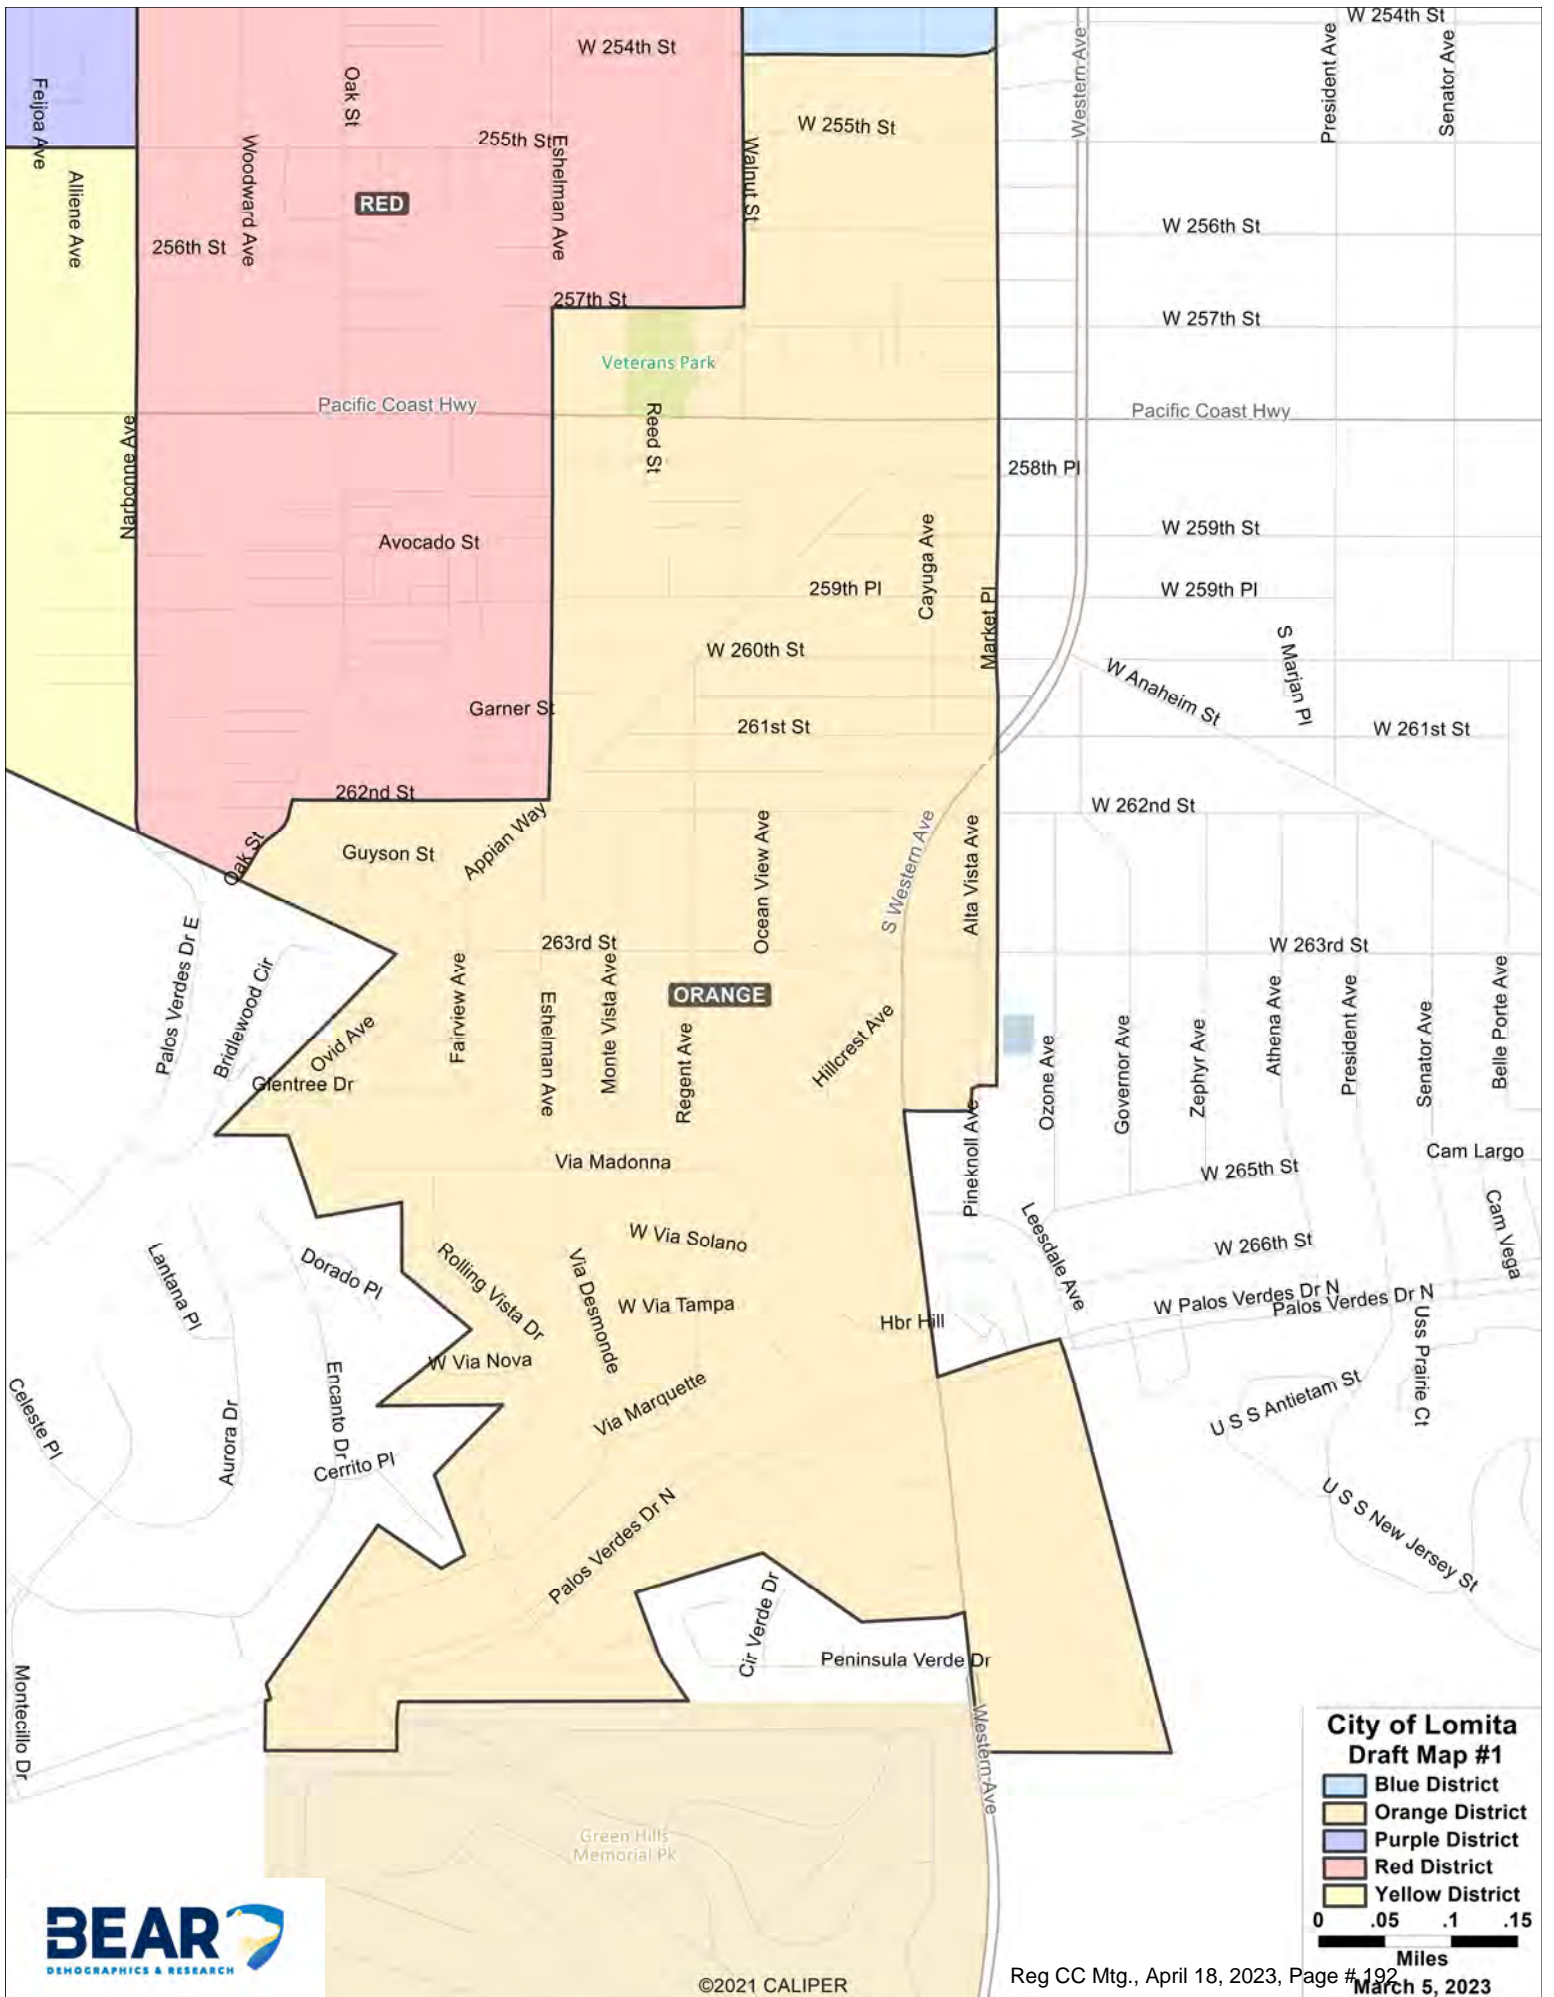 W 254th St
W 254th St
Oak St
Feijoa Ave
Western Ave
President Ave
Senator Ave
W 255th St
255th St
Eshelman Ave
Woodward Ave
Walnut St
Alliene Ave
RED
256th St
W 256th St
257th St
W 257th St
Veterans Park
Pacific Coast Hwy
Pacific Coast Hwy
Narbonne Ave
Reed St
258th Pl
Avocado St
Cayuga Ave
W 259th St
259th Pl
W 259th Pl
Market Pl
W 260th St
S Marjan Pl
W Anaheim St
Garner St
261st St
W 261st St
262nd St
W 262nd St
Oak St
Guyson St
Appian Way
Ocean View Ave
S Western Ave
Alta Vista Ave
263rd St
W 263rd St
Palos Verdes Dr E
Bridlewood Cir
Fairview Ave
Monte Vista Ave
ORANGE
Ovid Ave
Eshelman Ave
Regent Ave
Hillcrest Ave
Glentree Dr
Ozone Ave
Governor Ave
Zephyr Ave
Athena Ave
President Ave
Senator Ave
Belle Porte Ave
Via Madonna
Pineknoll Ave
W 265th St
Cam Largo
Cam Vega
W Via Solano
Leesdale Ave
W 266th St
Lantana Pl
Dorado Pl
Rolling Vista Dr
Via Desmonde
W Via Tampa
Hbr Hill
W Palos Verdes Dr N
Palos Verdes Dr N
W Via Nova
Uss Prairie Ct
Celeste Pl
Aurora Dr
Encanto Dr
Via Marquette
U S S Antietam St
Cerrito Pl
Palos Verdes Dr N
U S S New Jersey St
Cir Verde Dr
Peninsula Verde Dr
Montecillo Dr
Western Ave
Green Hills
Memorial Pk
City of Lomita
Draft Map #1
Blue District
Orange District
Purple District
Red District
Yellow District
0 .05 .1 .15
Miles
March 5, 2023
BEAR
DEMOGRAPHICS & RESEARCH
©2021 CALIPER
Reg CC Mtg., April 18, 2023, Page # 192